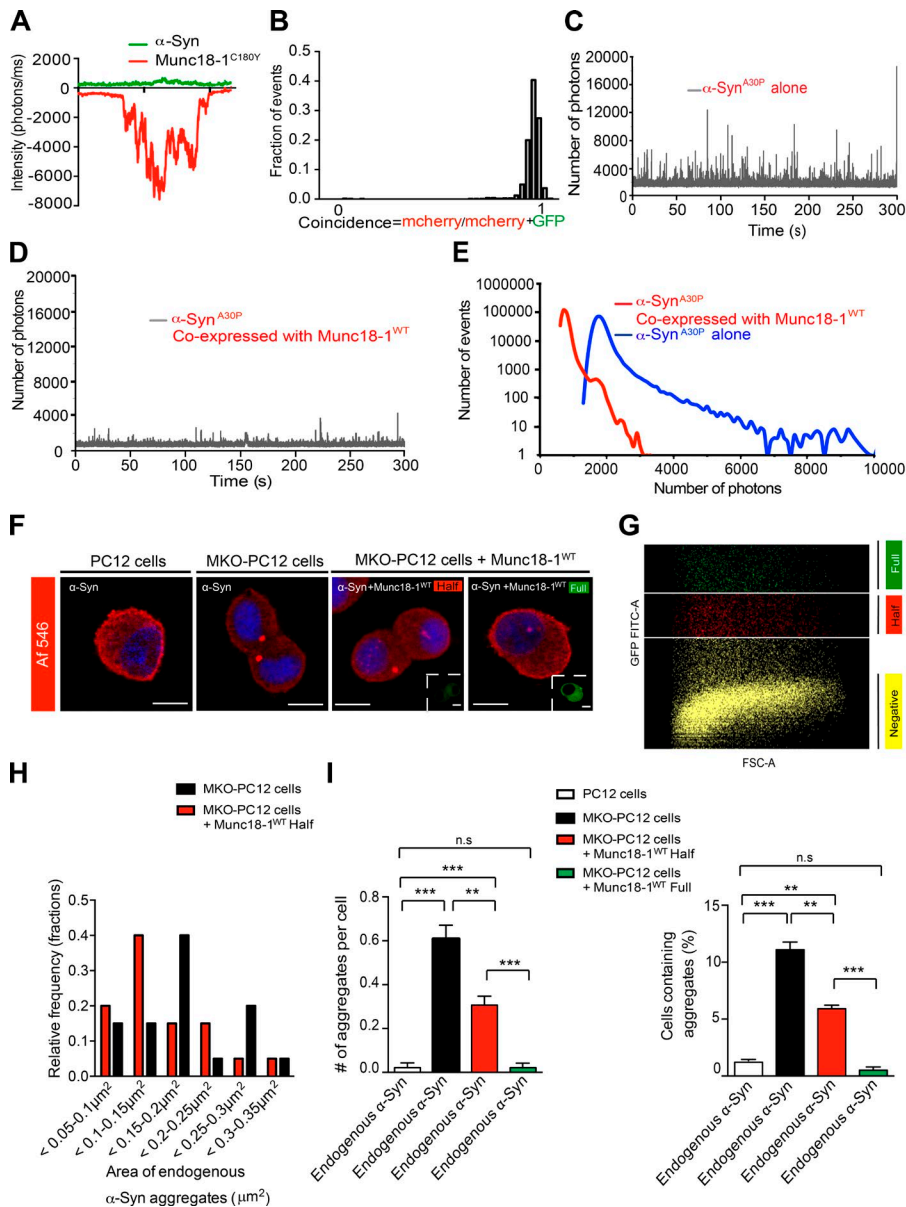 A
α-Syn
Munc18-1C180Y
Intensity (photons/ms)
2000
0
-2000
-4000
-6000
-8000
B
Fraction of events
0.5
0.4
0.3
0.2
0.1
0.0
0
1
Coincidence=mcherry/mcherry+GFP
C
Number of photons
20000
16000
12000
8000
4000
0
α-SynA30P alone
0
50
100
150
200
250
300
Time (s)
D
Number of photons
20000
16000
12000
8000
4000
0
α-SynA30P
Co-expressed with Munc18-1WT
0
50
100
150
200
250
300
Time (s)
E
Number of events
1000000
100000
10000
1000
100
10
1
α-SynA30P
Co-expressed with Munc18-1WT
α-SynA30P alone
0
2000
4000
6000
8000
10000
Number of photons
F
PC12 cells
MKO-PC12 cells
MKO-PC12 cells + Munc18-1WT
Af 546
α-Syn
α-Syn
α-Syn+Munc18-1WT
Half
α-Syn +Munc18-1WT
Full
G
GFP FITC-A
FSC-A
Full
Half
Negative
H
MKO-PC12 cells
MKO-PC12 cells
+ Munc18-1WT Half
Relative frequency (fractions)
0.5
0.4
0.3
0.2
0.1
0.0
< 0.05-0.1μm2
< 0.1-0.15μm2
< 0.15-0.2μm2
< 0.2-0.25μm2
< 0.25-0.3μm2
< 0.3-0.35μm2
Area of endogenous
α-Syn aggregates (μm2)
I
PC12 cells
MKO-PC12 cells
MKO-PC12 cells
+ Munc18-1WT Half
MKO-PC12 cells
+ Munc18-1WT Full
# of aggregates per cell
0.8
0.6
0.4
0.2
0.0
n.s
***
***
**
***
Endogenous α-Syn
Endogenous α-Syn
Endogenous α-Syn
Endogenous α-Syn
Cells containing
aggregates (%)
15
10
5
0
n.s
**
***
**
***
Endogenous α-Syn
Endogenous α-Syn
Endogenous α-Syn
Endogenous α-Syn